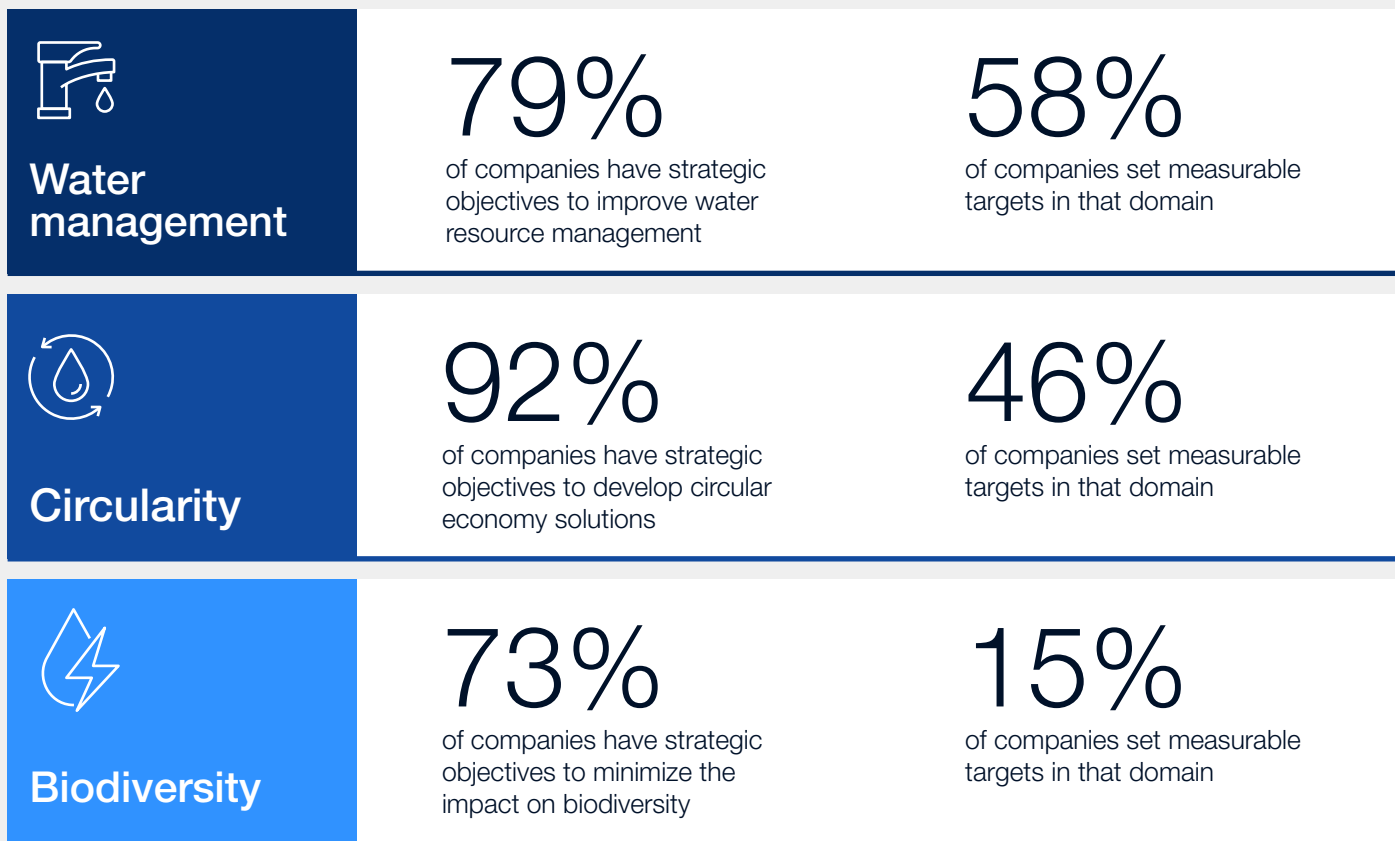 Water
management
79%
of companies have strategic
objectives to improve water
resource management
58%
of companies set measurable
targets in that domain
Circularity
92%
of companies have strategic
objectives to develop circular
economy solutions
46%
of companies set measurable
targets in that domain
Biodiversity
73%
of companies have strategic
objectives to minimize the
impact on biodiversity
15%
of companies set measurable
targets in that domain